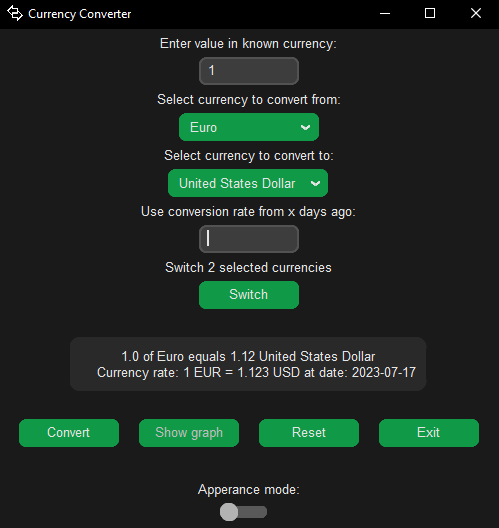 Currency Converter
Enter value in known currency:
1
Select currency to convert from:
Euro
Select currency to convert to:
United States Dollar
Use conversion rate from x days ago:
Switch 2 selected currencies
Switch
1.0 of Euro equals 1.12 United States Dollar
Currency rate: 1 EUR = 1.123 USD at date: 2023-07-17
Convert Show graph Reset Exit
Apperance mode: